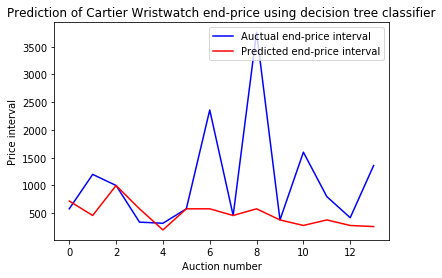 Prediction of Cartier Wristwatch end-price using decision tree classifier
Auctual end-price interval
Predicted end-price interval
3500
3000
2500
2000
1500
1000
500
Price interval
0 2 4 6 8 10 12
Auction number